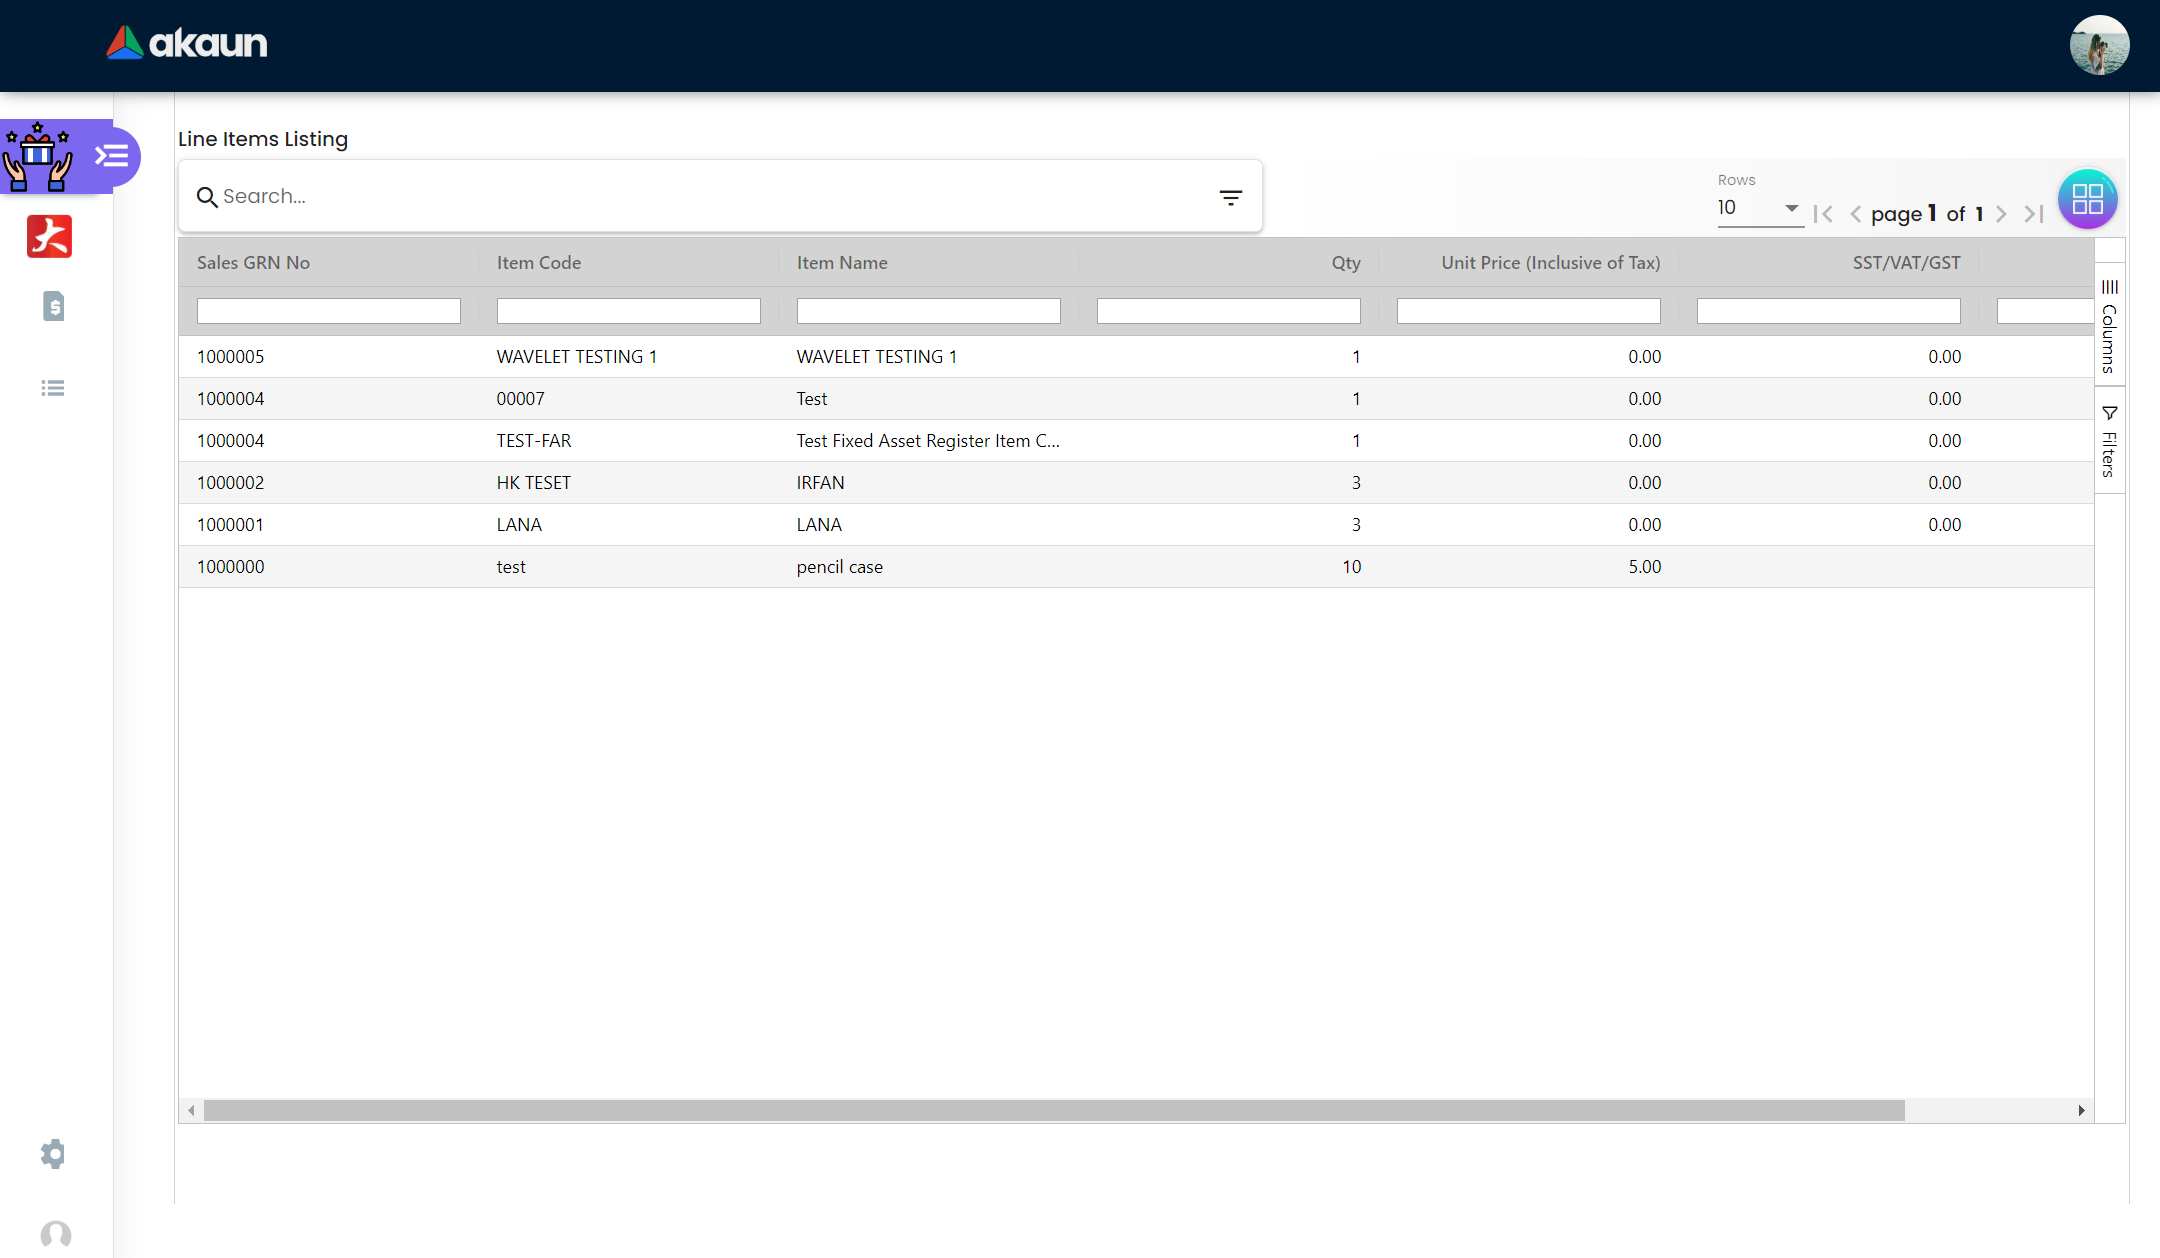 akaun
Line Items Listing
Search...
Rows
10
page 1 of 1
Sales GRN No Item Code Item Name Qty Unit Price (Inclusive of Tax) SST/VAT/GST
1000005 WAVELET TESTING 1 WAVELET TESTING 1 1 0.00 0.00
1000004 00007 Test 1 0.00 0.00
1000004 TEST-FAR Test Fixed Asset Register Item C... 1 0.00 0.00
1000002 HK TESET IRFAN 3 0.00 0.00
1000001 LANA LANA 3 0.00 0.00
1000000 test pencil case 10 5.00
Columns
Filters
大